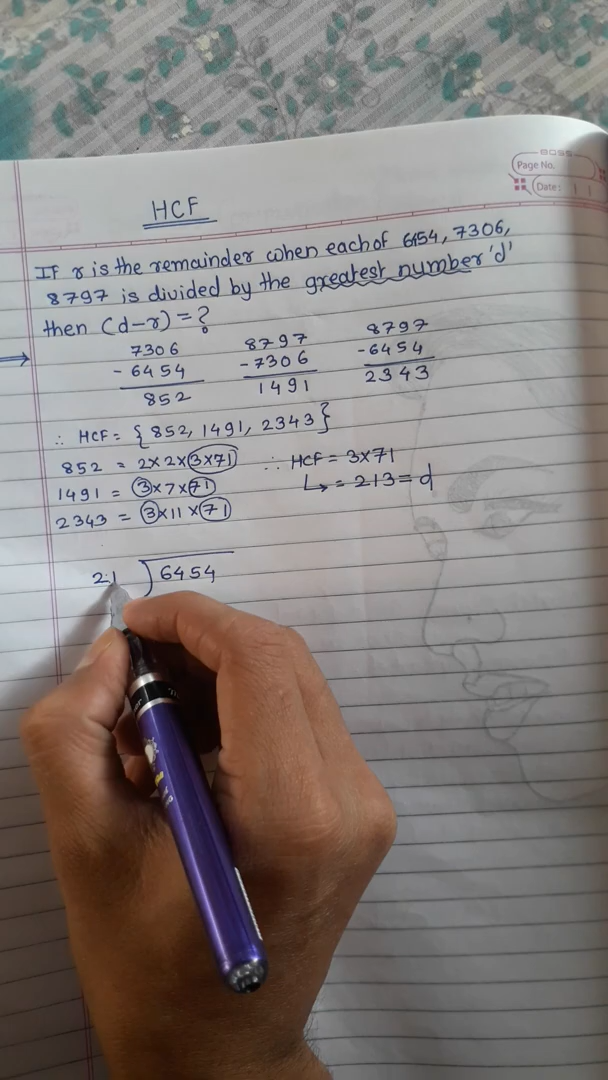 BOSS
Page No.
Date:
HCF
If r is the remainder when each of 6454, 7306,
8797 is divided by the greatest number 'd'
then (d-r) = ?
7306
- 6454
852
8797
-7306
1491
8797
-6454
2343
∴ HCF = {852, 1491, 2343}
852 = 2×2×3×71
1491 = 3×7×71
2343 = 3×11×71
∴ HCF = 3×71
↳ = 213 = d
21 ) 6454